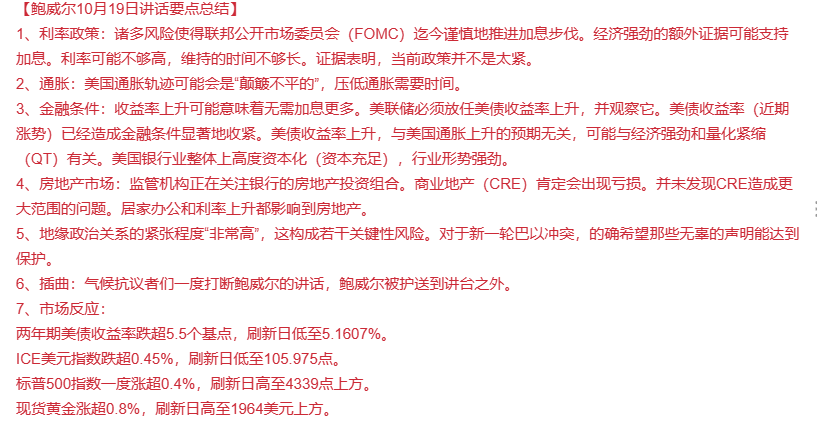 【鲍威尔10月19日讲话要点总结】
1、利率政策：诸多风险使得联邦公开市场委员会（FOMC）迄今谨慎地推进加息步伐。经济强劲的额外证据可能支持
加息。利率可能不够高，维持的时间不够长。证据表明，当前政策并不是太紧。
2、通胀：美国通胀轨迹可能会是“颠簸不平的”，压低通胀需要时间。
3、金融条件：收益率上升可能意味着无需加息更多。美联储必须放任美债收益率上升，并观察它。美债收益率（近期
涨势）已经造成金融条件显著地收紧。美债收益率上升，与美国通胀上升的预期无关，可能与经济强劲和量化紧缩
（QT）有关。美国银行业整体上高度资本化（资本充足），行业形势强劲。
4、房地产市场：监管机构正在关注银行的房地产投资组合。商业地产（CRE）肯定会出现亏损。并未发现CRE造成更
大范围的问题。居家办公和利率上升都影响到房地产。
5、地缘政治关系的紧张程度“非常高”，这构成若干关键性风险。对于新一轮巴以冲突，的确希望那些无辜的声明能达到
保护。
6、插曲：气候抗议者们一度打断鲍威尔的讲话，鲍威尔被护送到讲台之外。
7、市场反应：
两年期美债收益率跌超5.5个基点，刷新日低至5.1607%。
ICE美元指数跌超0.45%，刷新日低至105.975点。
标普500指数一度涨超0.4%，刷新日高至4339点上方。
现货黄金涨超0.8%，刷新日高至1964美元上方。